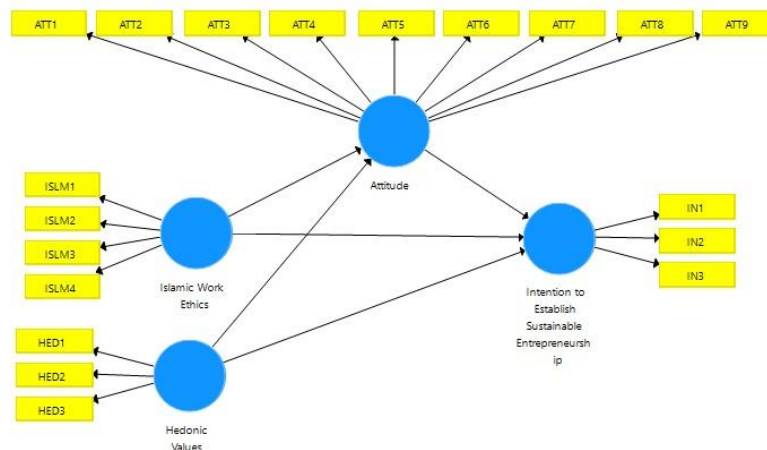 ATT1 ATT2 ATT3 ATT4 ATT5 ATT6 ATT7 ATT8 ATT9
Attitude
ISLM1
ISLM2
ISLM3
ISLM4
Islamic Work
Ethics
IN1
IN2
IN3
Intention to
Establish
Sustainable
Entrepreneursh
ip
HED1
HED2
HED3
Hedonic
Values